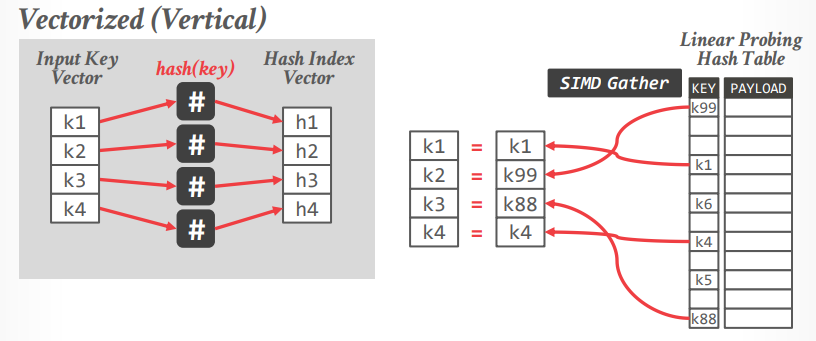 Vectorized (Vertical)
Input Key
Vector
hash(key)
Hash Index
Vector
k1
k2
k3
k4
#
#
#
#
h1
h2
h3
h4
k1 = k1
k2 = k99
k3 = k88
k4 = k4
SIMD Gather
Linear Probing
Hash Table
KEY PAYLOAD
k99
k1
k6
k4
k5
k88